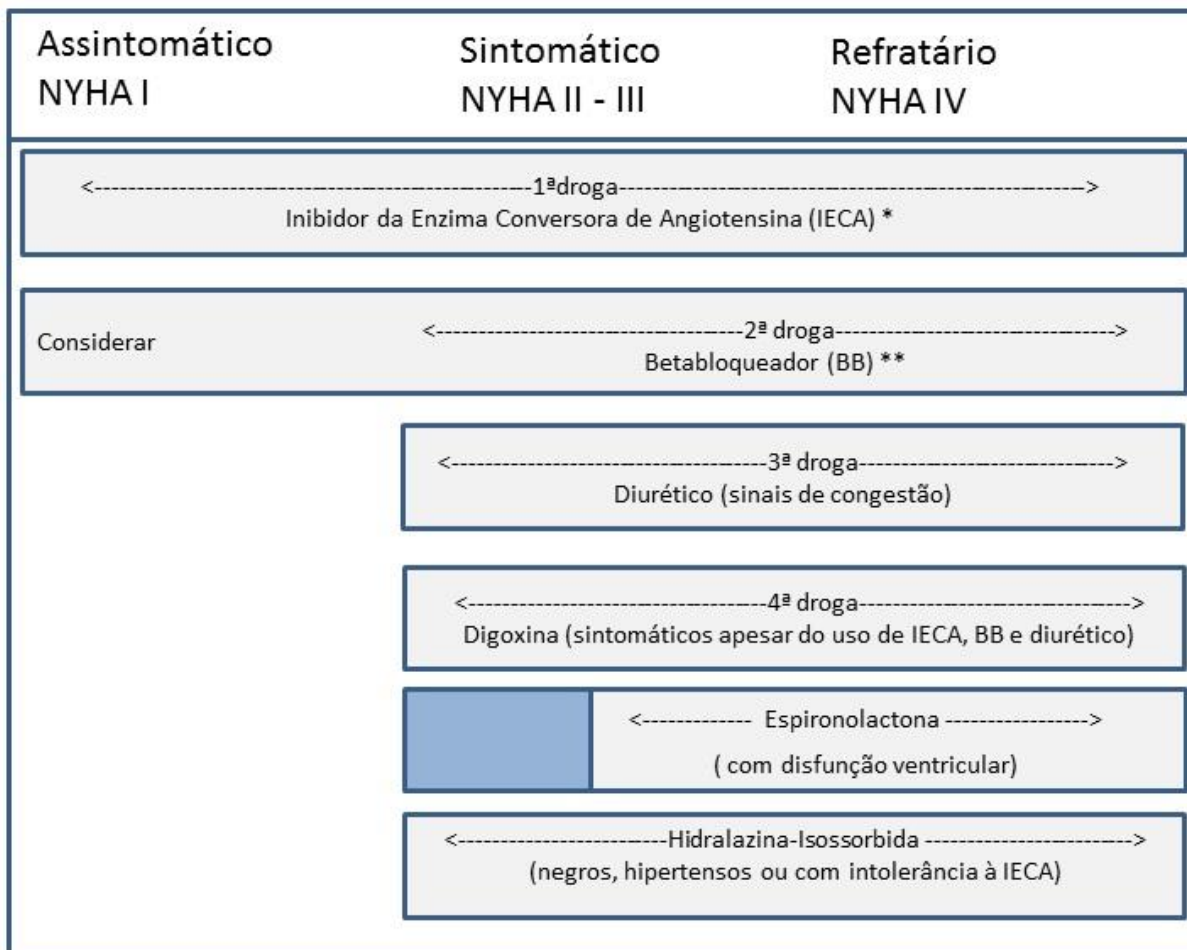 Assintomático
NYHA I
Sintomático
NYHA II - III
Refratário
NYHA IV
<-----------------------------------------------------1ªdroga--------------------------------------------------------->
Inibidor da Enzima Conversora de Angiotensina (IECA) *
Considerar
<-------------------------------------2ª droga---------------------------------->
Betabloqueador (BB) **
<--------------------------------------3ª droga-------------------------------->
Diurético (sinais de congestão)
<------------------------------------4ª droga--------------------------------->
Digoxina (sintomáticos apesar do uso de IECA, BB e diurético)
<------------- Espironolactona ----------------->
( com disfunção ventricular)
<-------------------------Hidralazina-Isossorbida ------------------------->
(negros, hipertensos ou com intolerância à IECA)